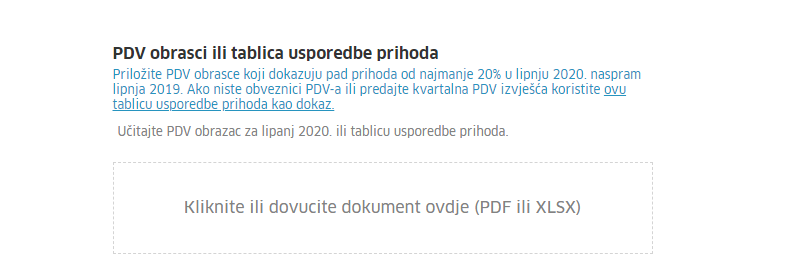 PDV obrasci ili tablica usporedbe prihoda
Priložite PDV obrasce koji dokazuju pad prihoda od najmanje 20% u lipnju 2020. naspram
lipnja 2019. Ako niste obveznici PDV-a ili predajte kvartalna PDV izvješća koristite ovu
tablicu usporedbe prihoda kao dokaz.
Učitajte PDV obrazac za lipanj 2020. ili tablicu usporedbe prihoda.
Kliknite ili dovucite dokument ovdje (PDF ili XLSX)